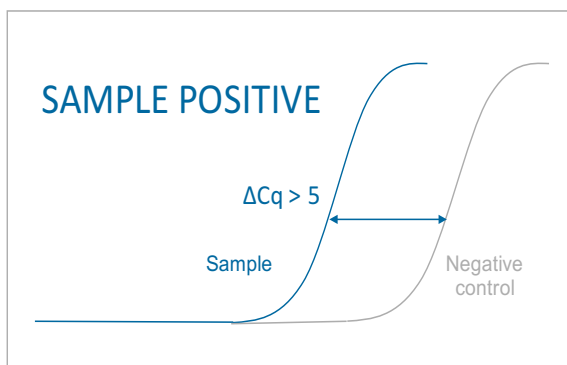 SAMPLE POSITIVE
ΔCq > 5
Sample
Negative
control